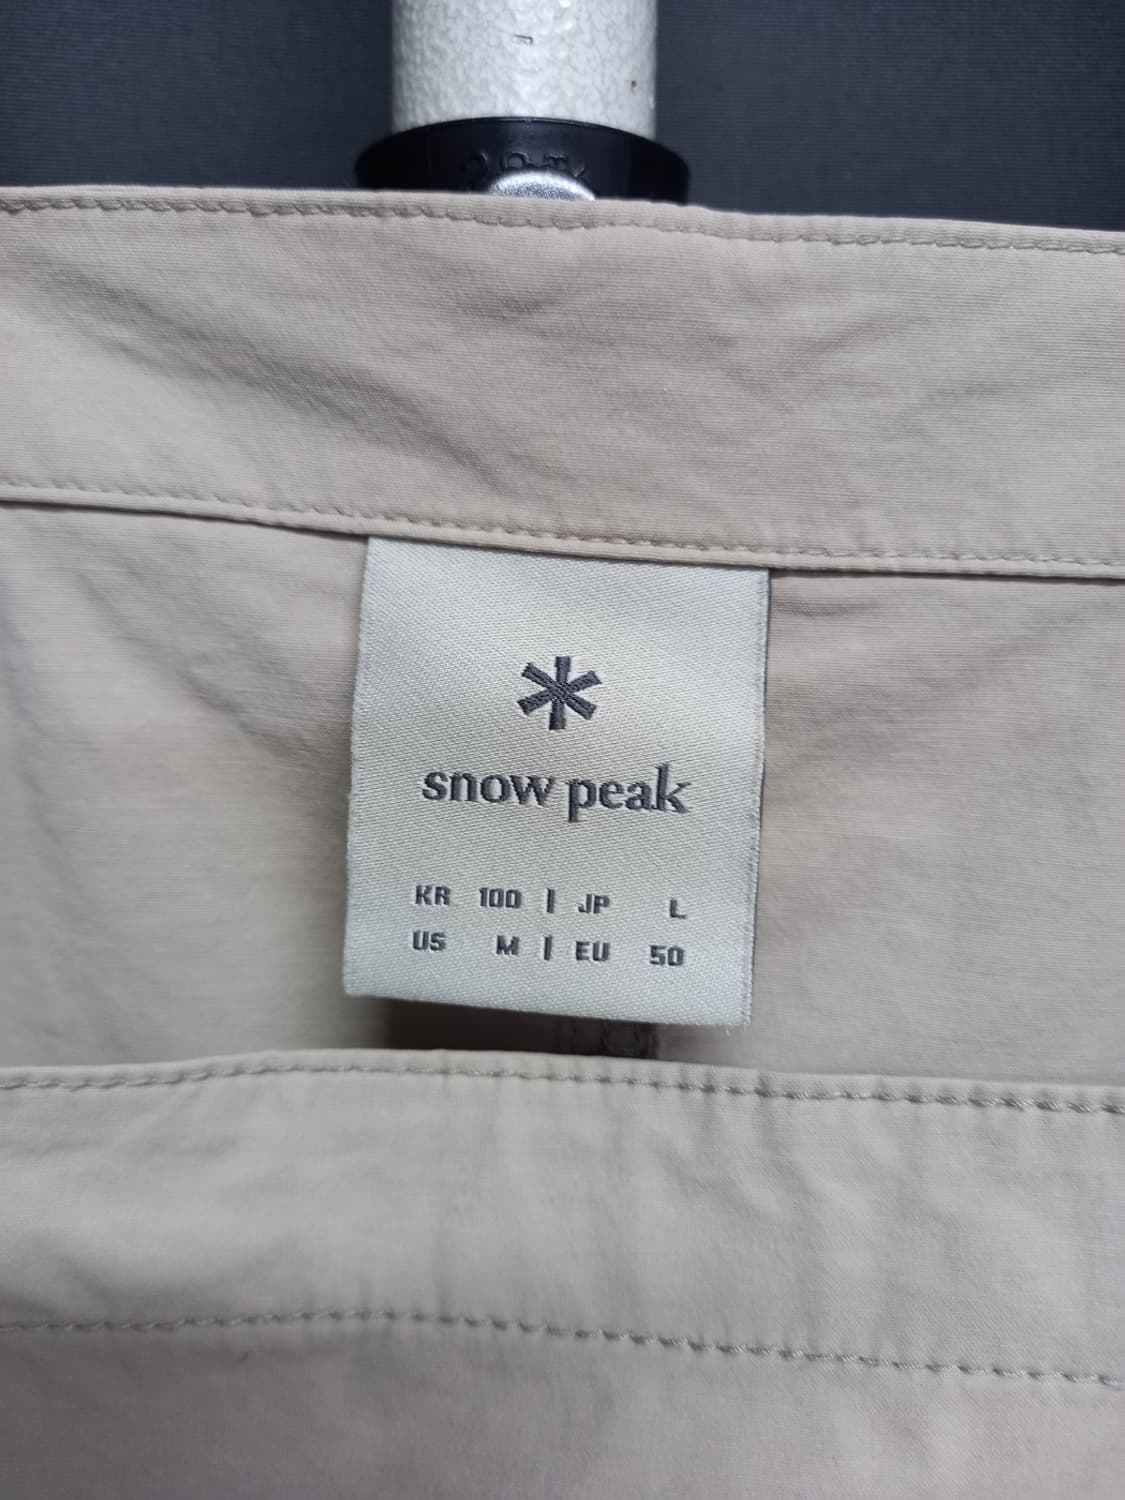 snow peak
KR 100 | JP L
US M | EU 50